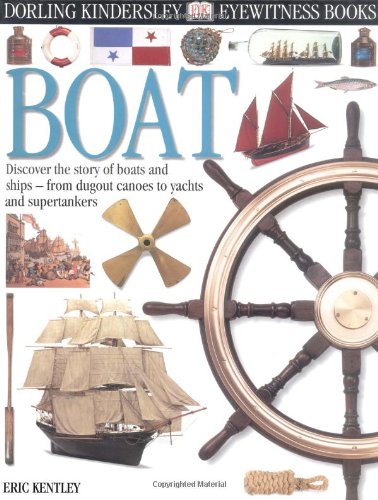 DORLING KINDERSLEY DK EYEWITNESS BOOKS
BOAT
Discover the story of boats and
ships – from dugout canoes to yachts
and supertankers
ERIC KENTLEY
Copyrighted Material